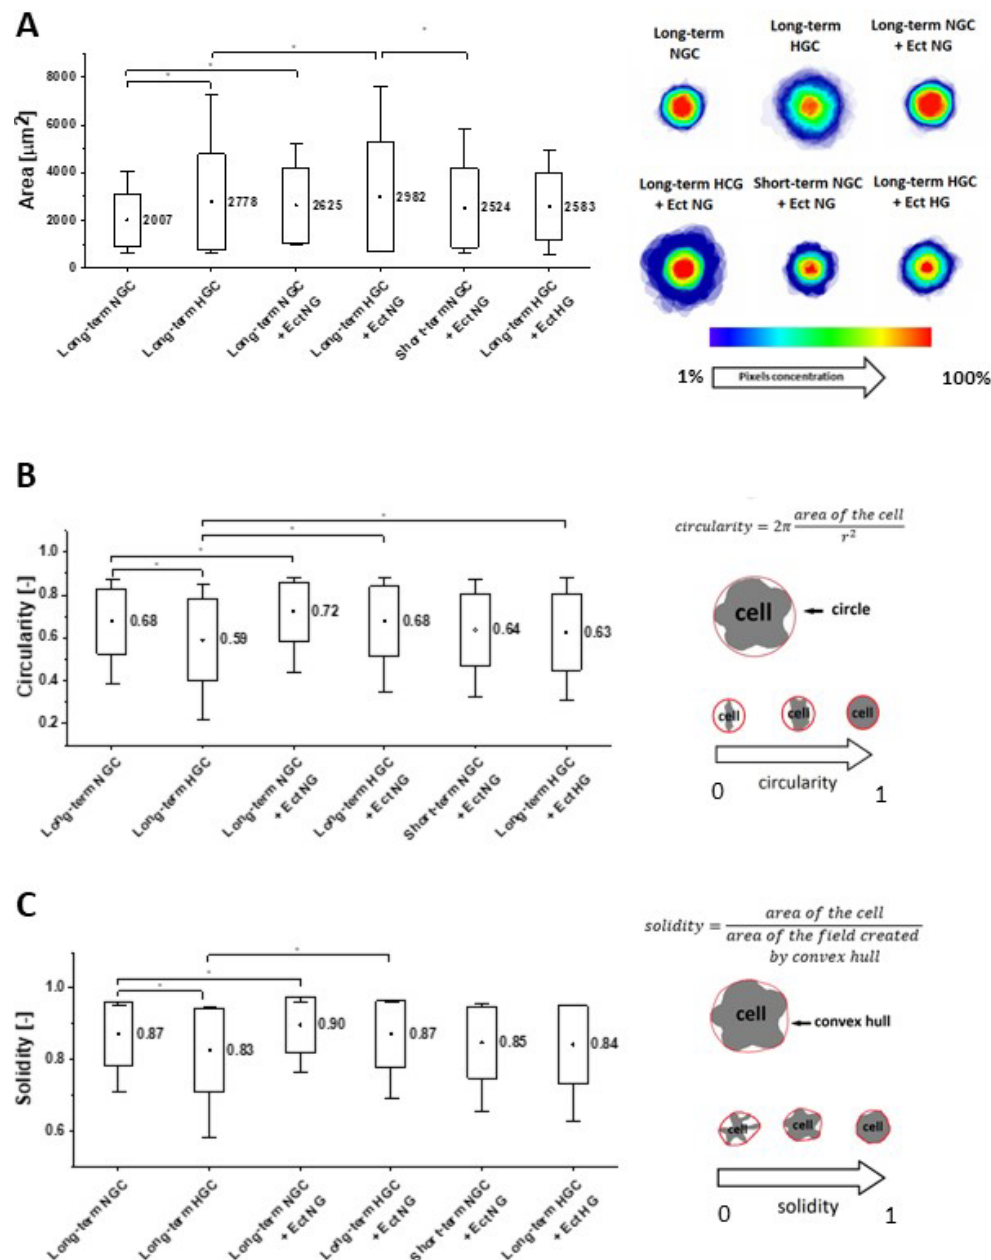 A
Area [µm2]
8000
6000
4000
2000
0
2007
2778
2625
2982
2524
2583
*
*
*
*
Long-term NGC
Long-term HGC
Long-term NGC
+ Ect NG
Long-term HGC
+ Ect NG
Short-term NGC
+ Ect NG
Long-term HGC
+ Ect HG
Long-term
NGC
Long-term
HGC
Long-term NGC
+ Ect NG
Long-term HCG
+ Ect NG
Short-term NGC
+ Ect NG
Long-term HGC
+ Ect HG
1%
Pixels concentration
100%
B
Circularity [-]
1.0
0.8
0.6
0.4
0.2
0.68
0.59
0.72
0.68
0.64
0.63
*
*
*
*
Long-term NGC
Long-term HGC
Long-term NGC
+ Ect NG
Long-term HGC
+ Ect NG
Short-term NGC
+ Ect NG
Long-term HGC
+ Ect HG
circularity = 2π area of the cell / r²
cell
circle
cell
cell
cell
0
circularity
1
C
Solidity [-]
1.0
0.8
0.6
0.87
0.83
0.90
0.87
0.85
0.84
*
*
*
Long-term NGC
Long-term HGC
Long-term NGC
+ Ect NG
Long-term HGC
+ Ect NG
Short-term NGC
+ Ect NG
Long-term HGC
+ Ect HG
solidity = area of the cell
area of the field created
by convex hull
cell
convex hull
cell
cell
cell
0
solidity
1